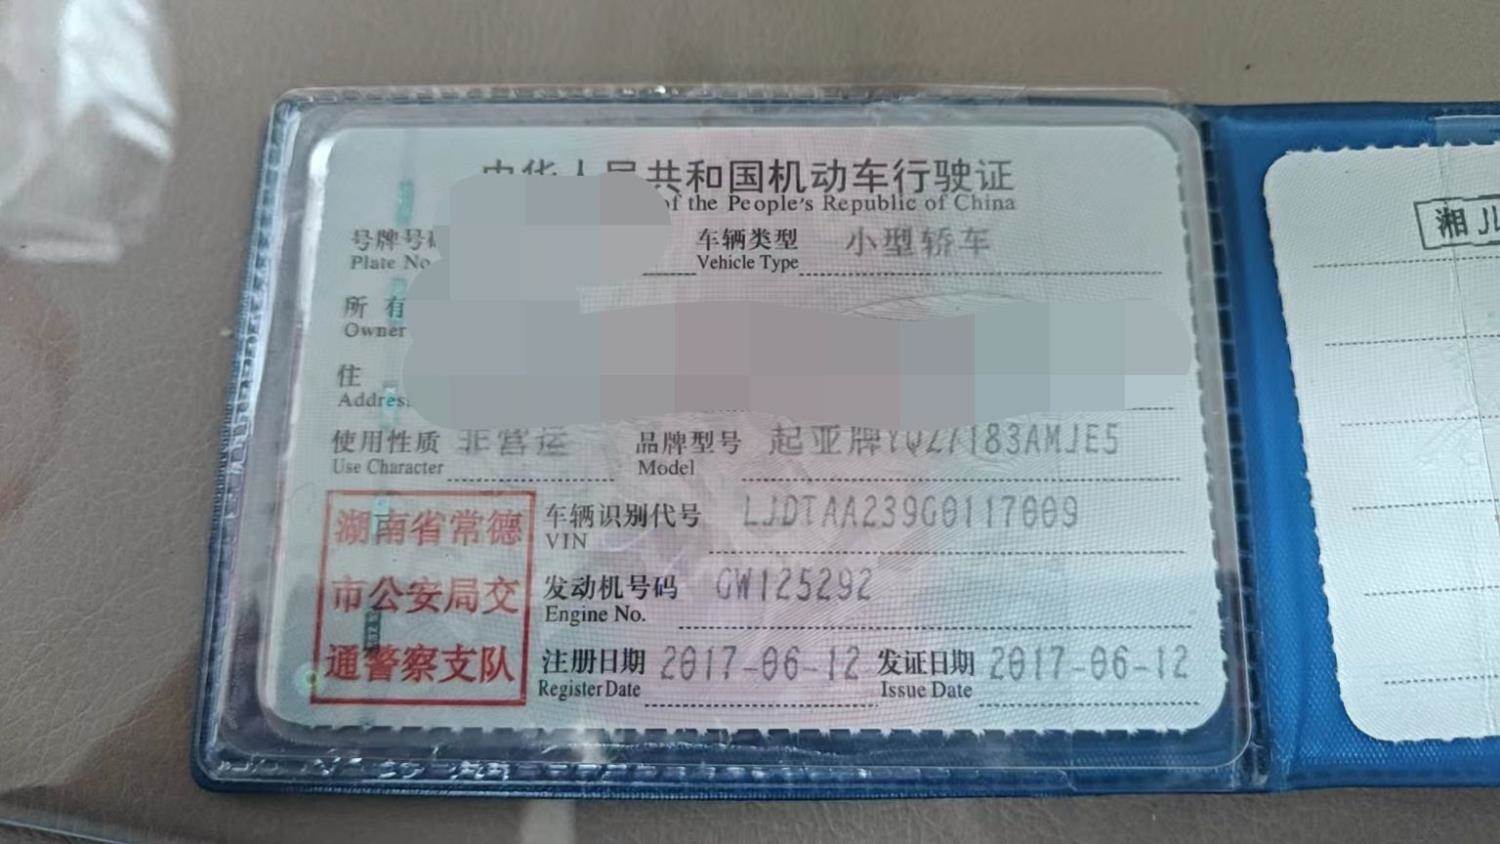 中华人民共和国机动车行驶证
of the People's Republic of China
号牌号 车辆类型 小型轿车
Plate No Vehicle Type
所 有
Owner
住
Address
使用性质 非营运 品牌型号 起亚牌YQZ7183AMJE5
Use Character Model
车辆识别代号 LJDTAA239G0117009
VIN
发动机号码 GW125292
Engine No.
注册日期 2017-06-12 发证日期 2017-06-12
Register Date Issue Date
湖南省常德
市公安局交
通警察支队
湘J